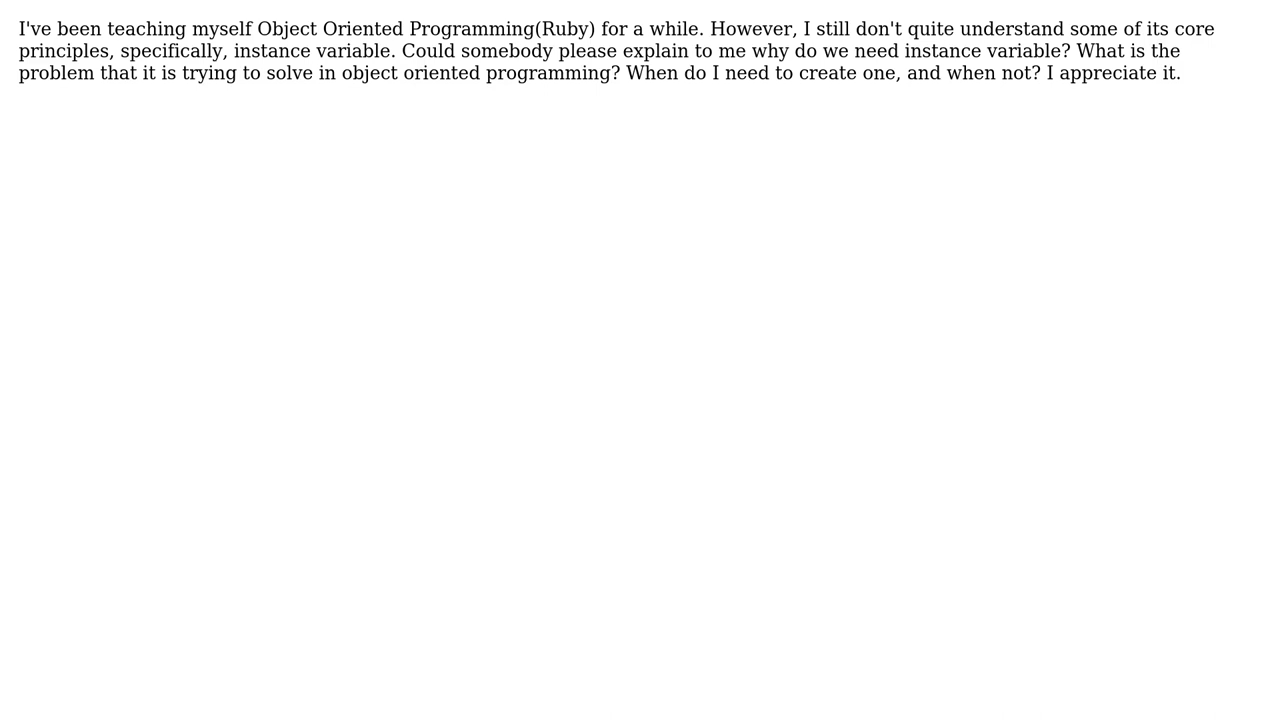 I've been teaching myself Object Oriented Programming(Ruby) for a while. However, I still don't quite understand some of its core
principles, specifically, instance variable. Could somebody please explain to me why do we need instance variable? What is the
problem that it is trying to solve in object oriented programming? When do I need to create one, and when not? I appreciate it.